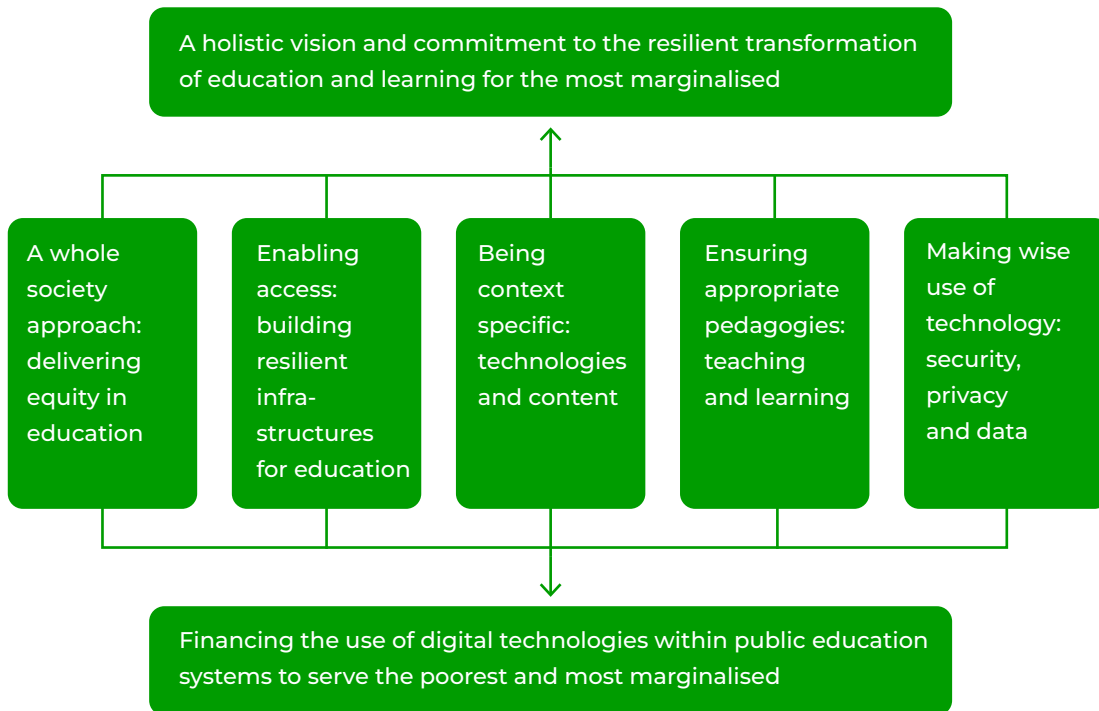 A holistic vision and commitment to the resilient transformation
of education and learning for the most marginalised
A whole
society
approach:
delivering
equity in
education
Enabling
access:
building
resilient
infra-
structures
for education
Being
context
specific:
technologies
and content
Ensuring
appropriate
pedagogies:
teaching
and learning
Making wise
use of
technology:
security,
privacy
and data
Financing the use of digital technologies within public education
systems to serve the poorest and most marginalised